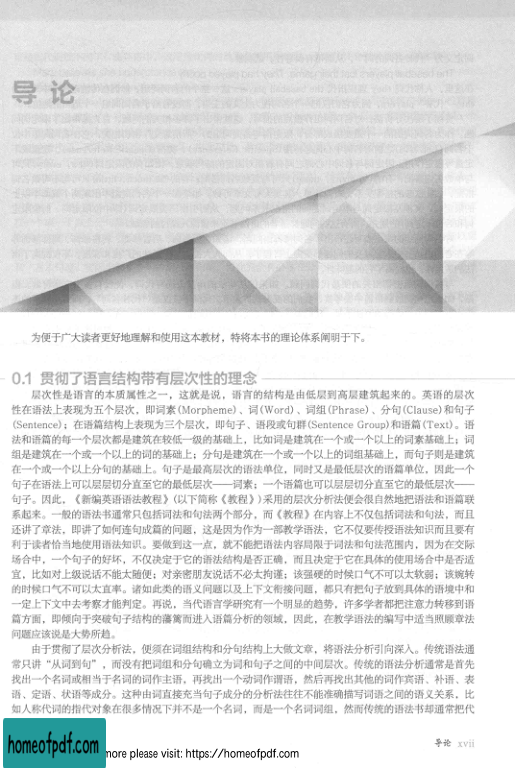 导 论
为便于广大读者更好地理解和使用这本教材，特将本书的理论体系阐明于下。
0.1 贯彻了语言结构带有层次性的理念
层次性是语言的本质属性之一，这就是说，语言的结构是由低层到高层建筑起来的。英语的层次
性在语法上表现为五个层次，即词素(Morpheme)、词(Word)、词组(Phrase)、分句(Clause)和句子
(Sentence)；在语篇结构上表现为三个层次，即句子、语段或句群(Sentence Group)和语篇(Text)。语
法和语篇的每一个层次都是建筑在较低一级的基础上，比如词是建筑在一个或一个以上的词素基础上；词
组是建筑在一个或一个以上的词的基础上；分句是建筑在一个或一个以上的词组基础上，而句子则是建筑
在一个或一个以上分句的基础上。句子是最高层次的语法单位，同时又是最低层次的语篇单位，因此一个
句子在语法上可以层层切分直至它的最低层次——词素；一个语篇也可以层层切分直至它的最低层次——
句子。因此，《新编英语语法教程》(以下简称《教程》)采用的层次分析法便会很自然地把语法和语篇联
系起来。一般的语法书通常只包括词法和句法两个部分，而《教程》在内容上不仅包括词法和句法，而且
还讲了章法，即讲了如何连句成篇的问题，这是因为作为一部教学语法，它不仅要传授语法知识而且要有
利于读者恰当地使用语法知识。要做到这一点，就不能把语法内容局限于词法和句法范围内，因为在交际
场合中，一个句子的好坏，不仅决定于它的语法结构是否正确，而且决定于它在具体的使用场合中是否适
宜，比如对上级说话不能太随便；对亲密朋友说话不必太拘谨；该强硬的时候口气不可以太软弱；该婉转
的时候口气不可以太直率。诸如此类的语义问题以及上下文衔接问题，都只有把句子放到具体的语境中和
一定上下文中去考察才能判定。再说，当代语言学研究有一个明显的趋势，许多学者都把注意力转移到语
篇方面，即倾向于突破句子结构的藩篱而进入语篇分析的领域，因此，在教学语法的编写中适当照顾章法
问题应该说是大势所趋。
由于贯彻了层次分析法，便须在词组结构和分句结构上大做文章，将语法分析引向深入。传统语法通
常只讲“从词到句”，而没有把词组和分句确立为词和句子之间的中间层次。传统的语法分析通常是首先
找出一个名词或相当于名词的词作主语，再找出一个动词作谓语，然后再找出其他的词作宾语、补语、表
语、定语、状语等成分。这种由词直接充当句子成分的分析法往往不能准确描写词语之间的语义关系，比
如人称代词的指代对象在很多情况下并不是一个名词，而是一个名词词组，然而传统的语法书却通常把代
导论 xvii
homeofpdf.com
more please visit: https://homeofpdf.com